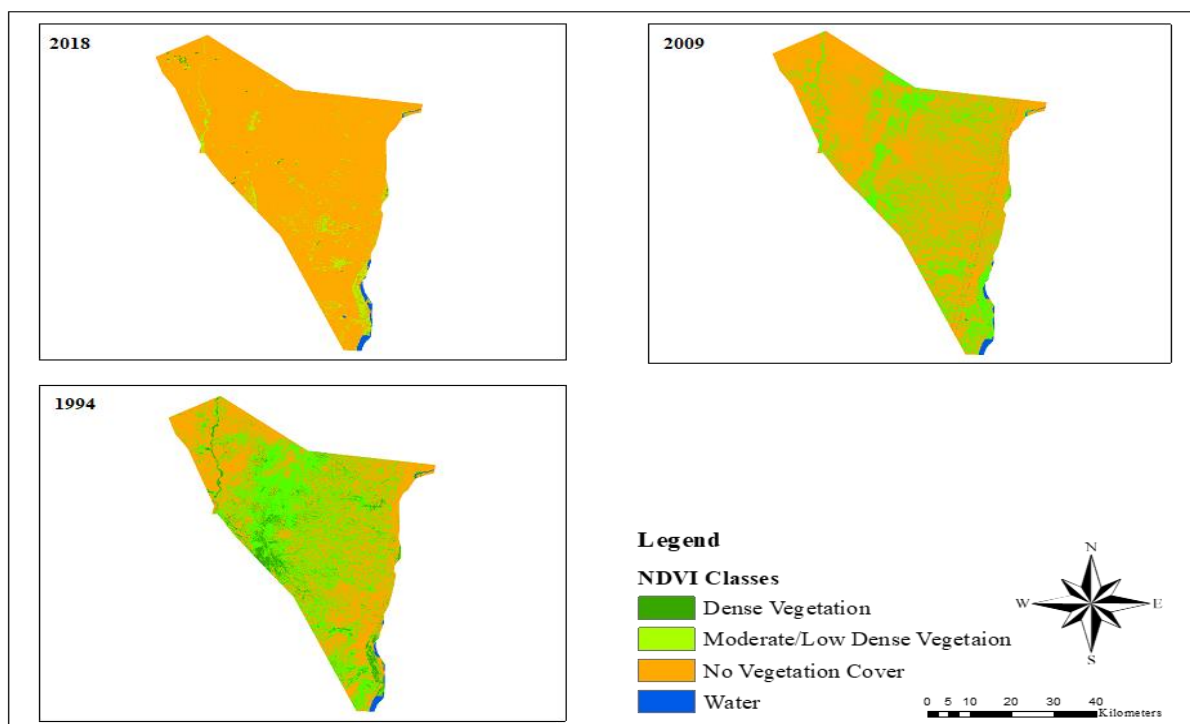 2018
2009
1994
Legend
NDVI Classes
Dense Vegetation
Moderate/Low Dense Vegetaion
No Vegetation Cover
Water
N
W E
S
0 5 10 20 30 40
Kilometers